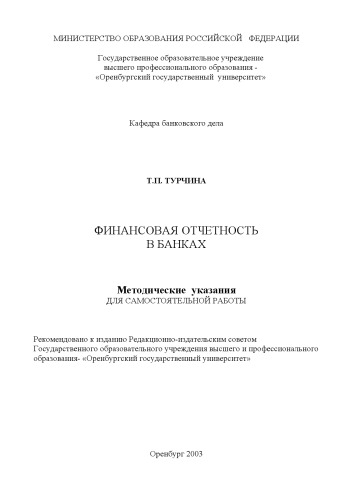 МИНИСТЕРСТВО ОБРАЗОВАНИЯ РОССИЙСКОЙ ФЕДЕРАЦИИ
Государственное образовательное учреждение
высшего профессионального образования -
«Оренбургский государственный университет»
Кафедра банковского дела
Т.П. ТУРЧИНА
ФИНАНСОВАЯ ОТЧЕТНОСТЬ
В БАНКАХ
Методические указания
ДЛЯ САМОСТОЯТЕЛЬНОЙ РАБОТЫ
Рекомендовано к изданию Редакционно-издательским советом
Государственного образовательного учреждения высшего и профессионального
образования- «Оренбургский государственный университет»
Оренбург 2003